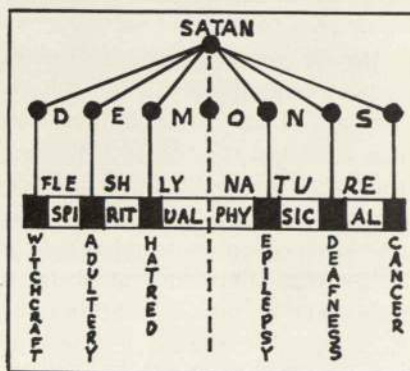 SATAN
D E M O N S
FLE SH LY NA TU RE
SPI RIT UAL PHY SIC AL
WITCHCRAFT
ADULTERY
HATRED
EPILEPSY
DEAFNESS
CANCER